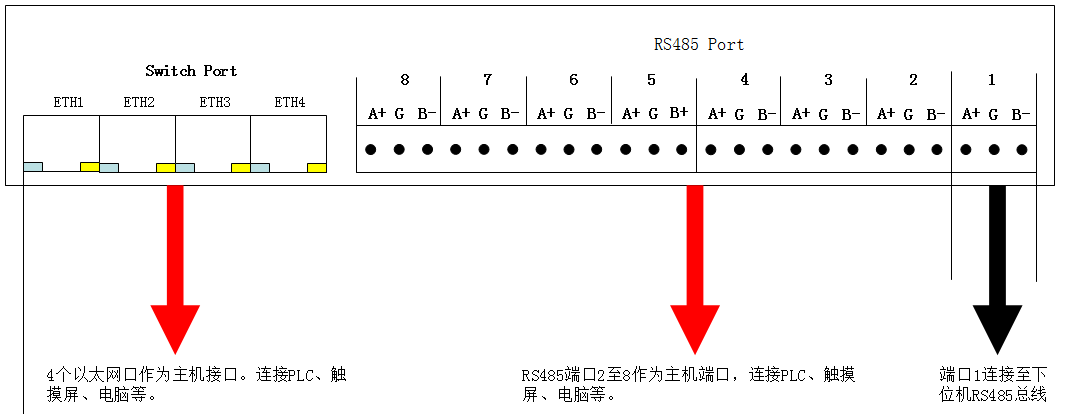 RS485 Port
Switch Port
8 7 6 5 4 3 2 1
ETH1 ETH2 ETH3 ETH4
A+ G B- A+ G B- A+ G B- A+ G B+ A+ G B- A+ G B- A+ G B- A+ G B-
4个以太网口作为主机接口。连接PLC、触
摸屏、电脑等。
RS485端口2至8作为主机端口，连接PLC、触摸
屏、电脑等。
端口1连接至下
位机RS485总线